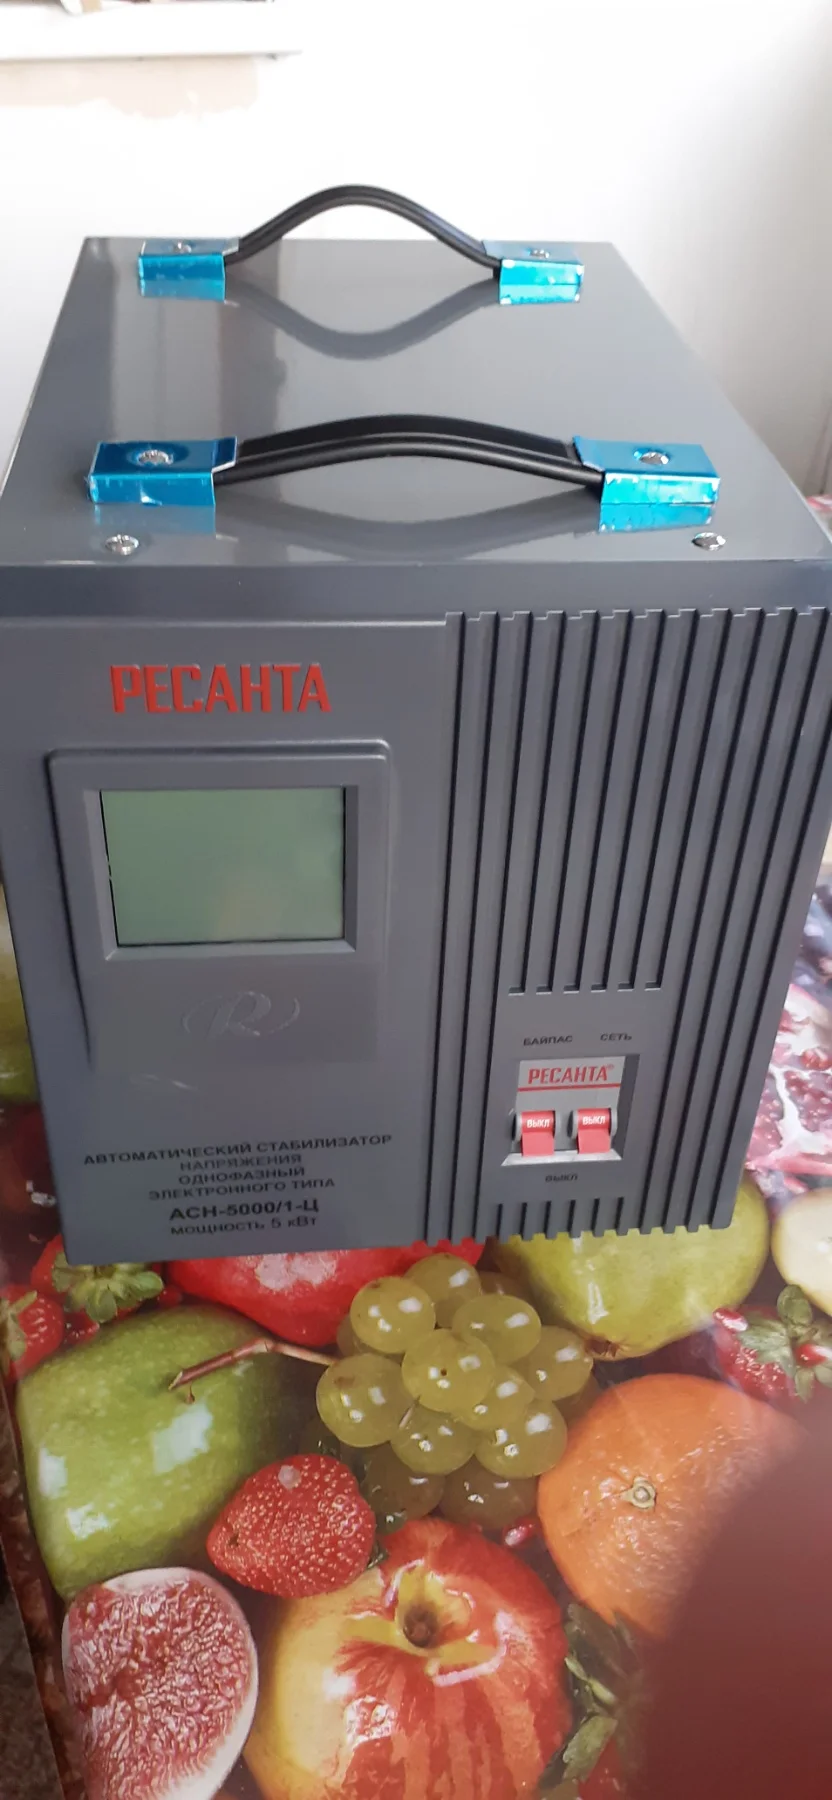 РЕСАНТА
R
БАЙПАС СЕТЬ
РЕСАНТА®
ВЫКЛ ВЫКЛ
ВЫКЛ
АВТОМАТИЧЕСКИЙ СТАБИЛИЗАТОР
НАПРЯЖЕНИЯ
ОДНОФАЗНЫЙ
ЭЛЕКТРОННОГО ТИПА
АСН-5000/1-Ц
мощность 5 кВт